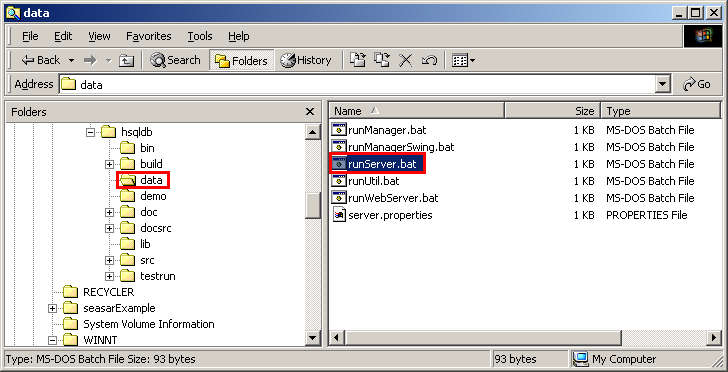 data
File Edit View Favorites Tools Help
Back Search Folders History
Address data Go
Folders
hsqldb
bin
build
data
demo
doc
docsrc
lib
src
testrun
RECYCLER
seasarExample
System Volume Information
WINNT
Name Size Type
runManager.bat 1 KB MS-DOS Batch File
runManagerSwing.bat 1 KB MS-DOS Batch File
runServer.bat 1 KB MS-DOS Batch File
runUtil.bat 1 KB MS-DOS Batch File
runWebServer.bat 1 KB MS-DOS Batch File
server.properties 1 KB PROPERTIES File
Type: MS-DOS Batch File Size: 93 bytes 93 bytes My Computer